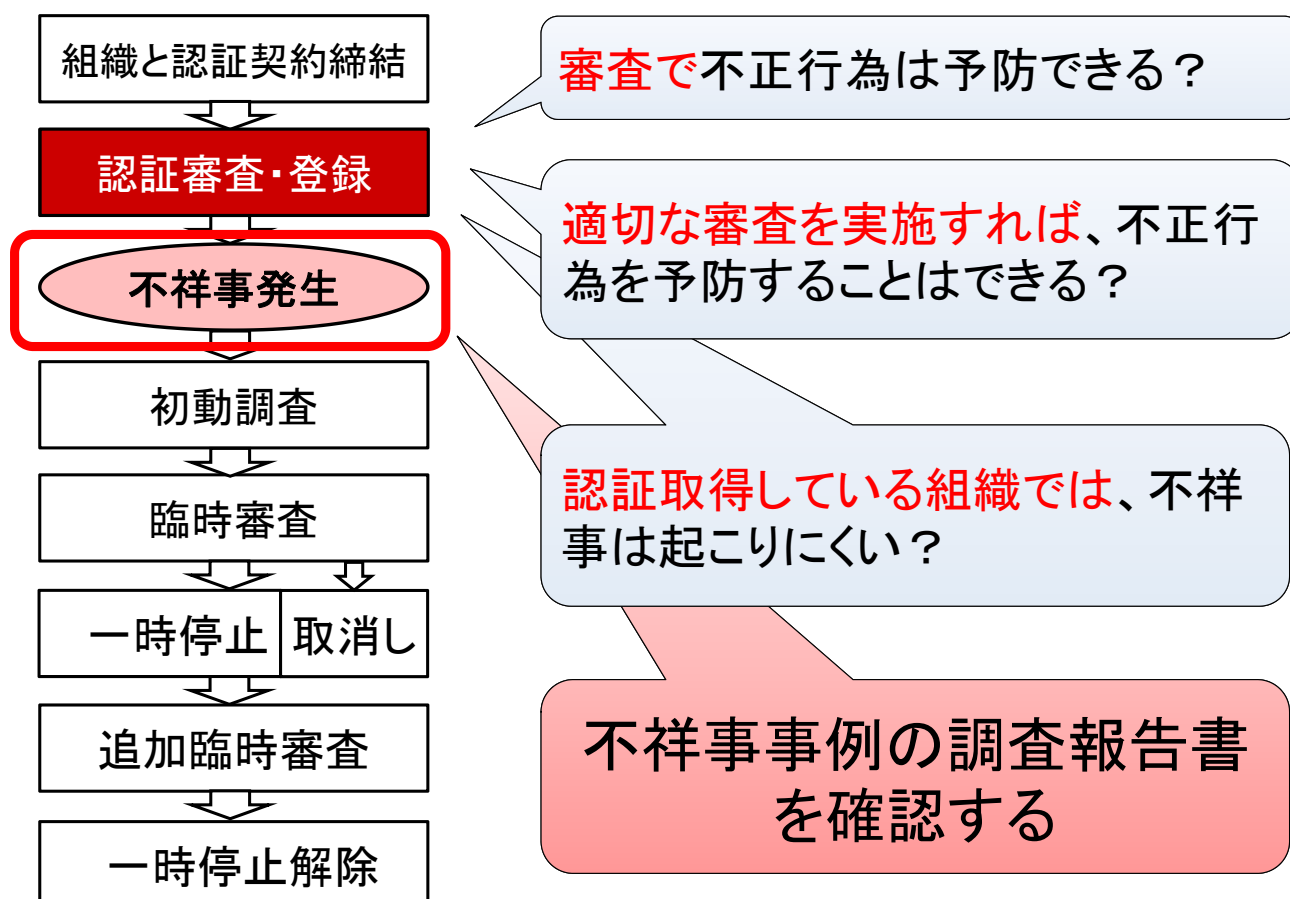 組織と認証契約締結
認証審査・登録
不祥事発生
初動調査
臨時審査
一時停止
取消し
追加臨時審査
一時停止解除
審査で不正行為は予防できる？
適切な審査を実施すれば、不正行
為を予防することはできる？
認証取得している組織では、不祥
事は起こりにくい？
不祥事事例の調査報告書
を確認する